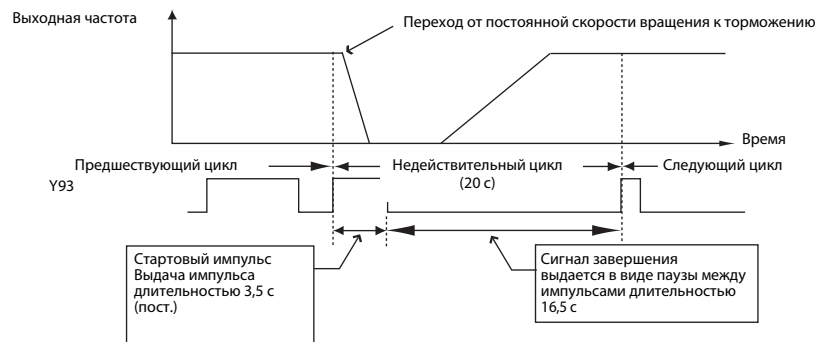 Выходная частота
Переход от постоянной скорости вращения к торможению
Время
Предшествующий цикл
Недействительный цикл
(20 с)
Следующий цикл
Y93
Стартовый импульс
Выдача импульса
длительностью 3,5 с
(пост.)
Сигнал завершения
выдается в виде паузы между
импульсами длительностью
16,5 с